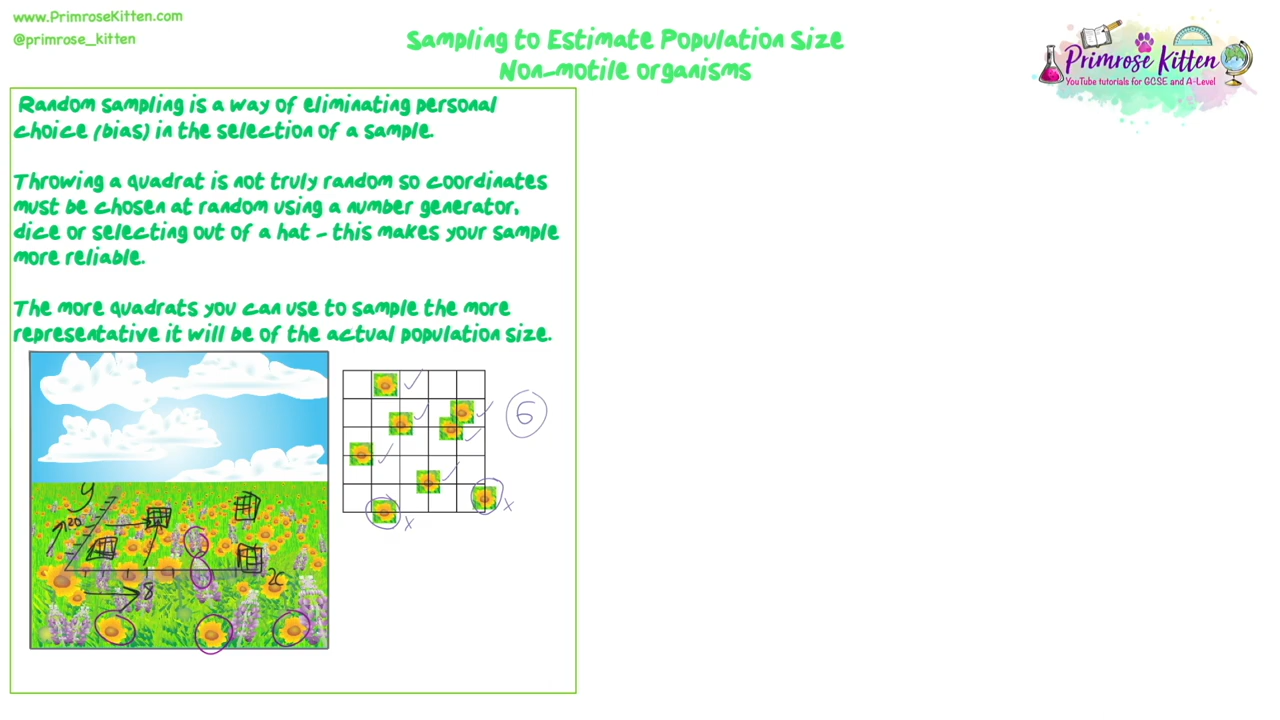 www.PrimroseKitten.com
@primrose_kitten
Sampling to Estimate Population Size
Non-motile organisms
Primrose Kitten
YouTube tutorials for GCSE and A-Level
Random sampling is a way of eliminating personal
choice (bias) in the selection of a sample.
Throwing a quadrat is not truly random so coordinates
must be chosen at random using a number generator,
dice or selecting out of a hat – this makes your sample
more reliable.
The more quadrats you can use to sample the more
representative it will be of the actual population size.
6
y
20
x
8